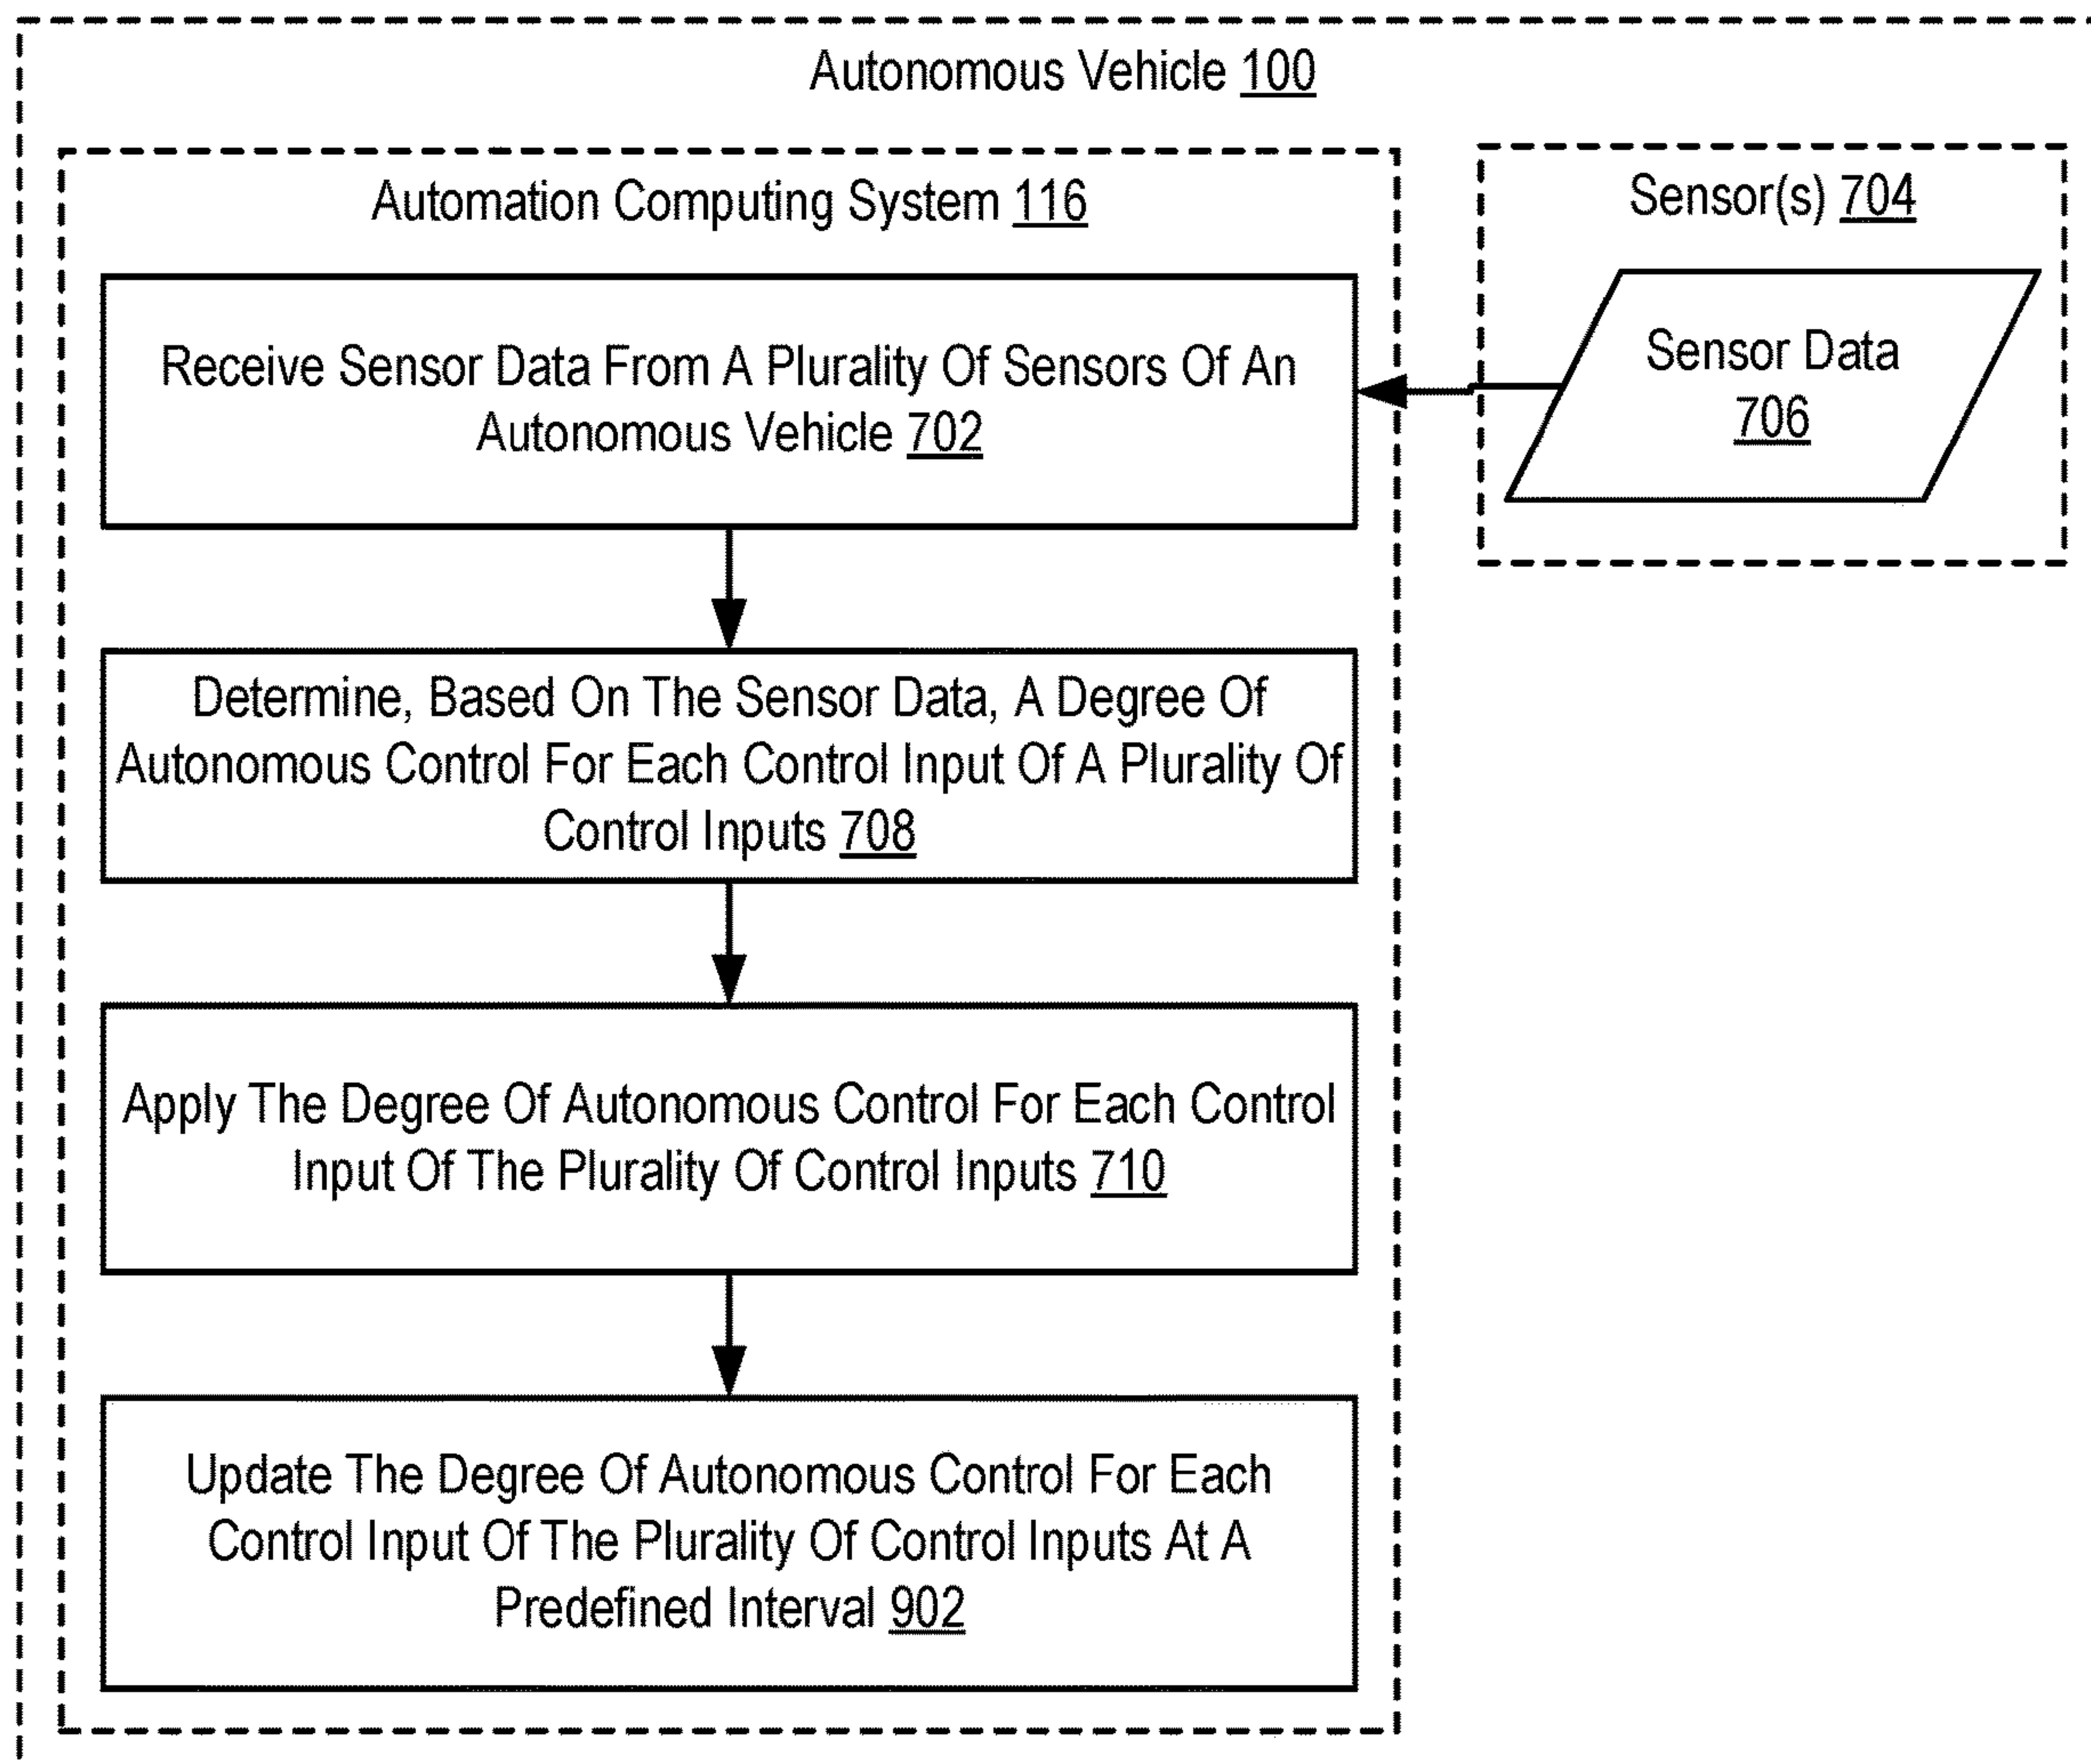 Autonomous Vehicle 100
Automation Computing System 116
Sensor(s) 704
Receive Sensor Data From A Plurality Of Sensors Of An
Autonomous Vehicle 702
Sensor Data
706
Determine, Based On The Sensor Data, A Degree Of
Autonomous Control For Each Control Input Of A Plurality Of
Control Inputs 708
Apply The Degree Of Autonomous Control For Each Control
Input Of The Plurality Of Control Inputs 710
Update The Degree Of Autonomous Control For Each
Control Input Of The Plurality Of Control Inputs At A
Predefined Interval 902